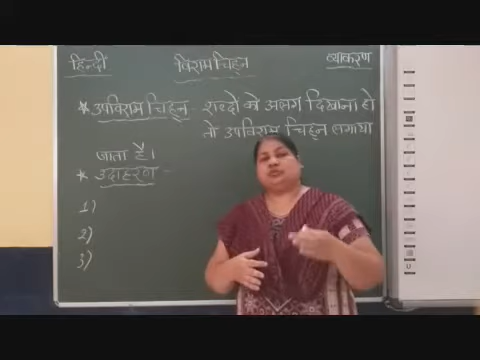 हिन्दी विराम चिह्न व्याकरण
* उपविराम चिह्न - शब्दो को अलग दिखाना हो
तो उपविराम चिह्न लगाया
जाता है।
* उदाहरण -
1)
2)
3)